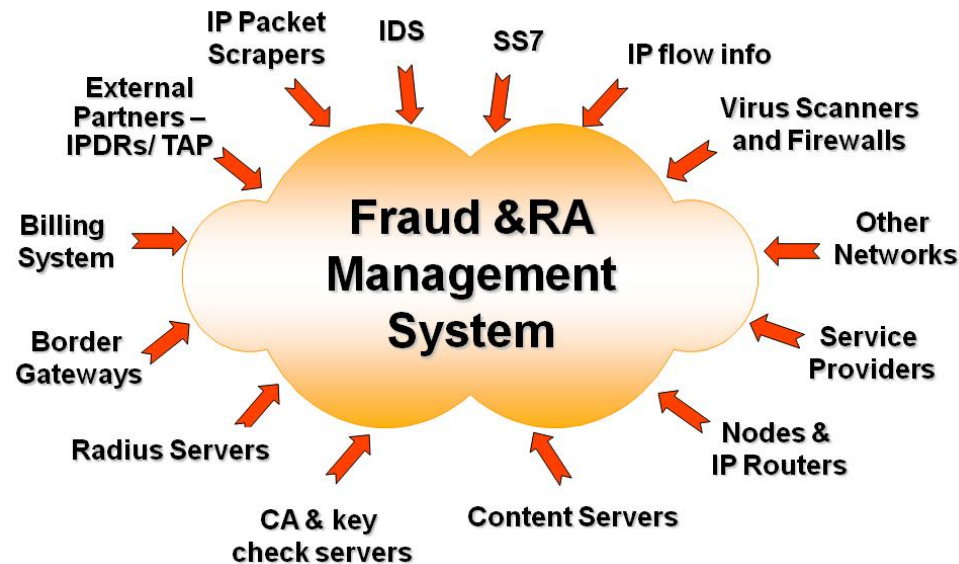 IP Packet
Scrapers
IDS
SS7
IP flow info
External
Partners –
IPDRs/ TAP
Virus Scanners
and Firewalls
Billing
System
Fraud &RA
Management
System
Other
Networks
Border
Gateways
Service
Providers
Radius Servers
Nodes &
IP Routers
CA & key
check servers
Content Servers